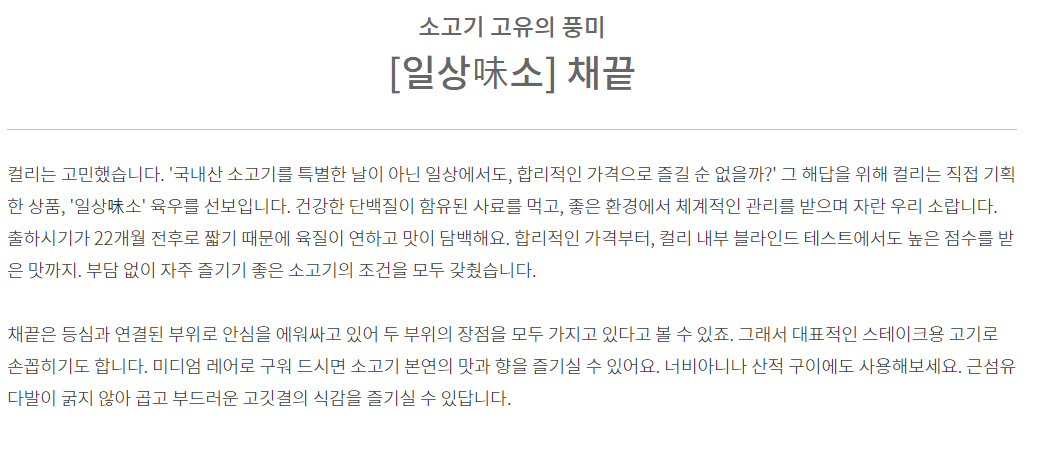 소고기 고유의 풍미
[일상味소] 채끝
컬리는 고민했습니다. '국내산 소고기를 특별한 날이 아닌 일상에서도, 합리적인 가격으로 즐길 순 없을까?' 그 해답을 위해 컬리는 직접 기획
한 상품, '일상味소' 육우를 선보입니다. 건강한 단백질이 함유된 사료를 먹고, 좋은 환경에서 체계적인 관리를 받으며 자란 우리 소랍니다.
출하시기가 22개월 전후로 짧기 때문에 육질이 연하고 맛이 담백해요. 합리적인 가격부터, 컬리 내부 블라인드 테스트에서도 높은 점수를 받
은 맛까지. 부담 없이 자주 즐기기 좋은 소고기의 조건을 모두 갖췄습니다.
채끝은 등심과 연결된 부위로 안심을 에워싸고 있어 두 부위의 장점을 모두 가지고 있다고 볼 수 있죠. 그래서 대표적인 스테이크용 고기로
손꼽히기도 합니다. 미디엄 레어로 구워 드시면 소고기 본연의 맛과 향을 즐기실 수 있어요. 너비아니나 산적 구이에도 사용해보세요. 근섬유
다발이 굵지 않아 곱고 부드러운 고깃결의 식감을 즐기실 수 있답니다.